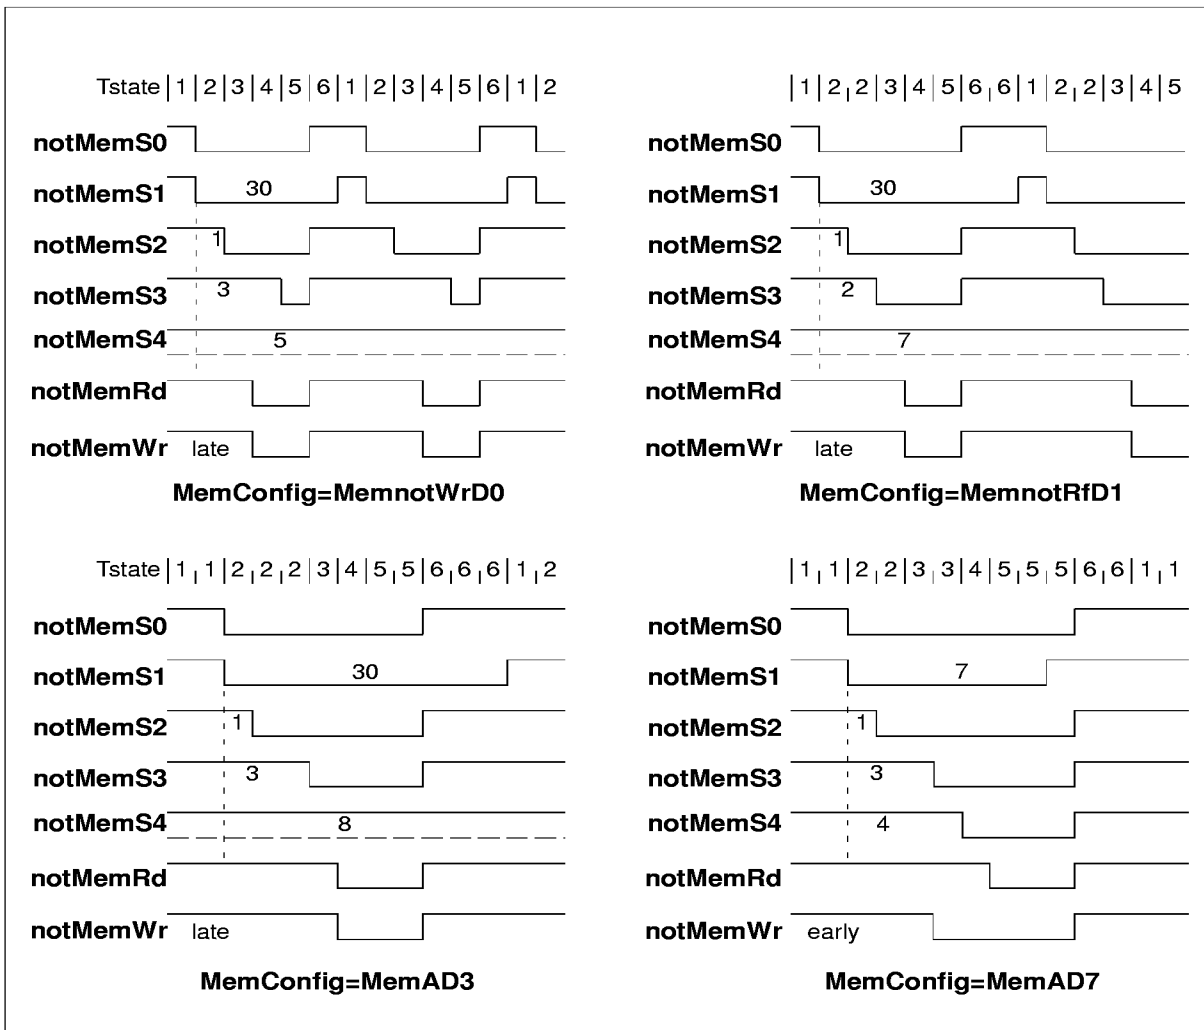 Tstate |1|2|3|4|5|6|1|2|3|4|5|6|1|2
notMemS0
notMemS1 30
notMemS2 1
notMemS3 3
notMemS4 5
notMemRd
notMemWr late
MemConfig=MemnotWrD0
|1|2|2|3|4|5|6|6|1|2|2|3|4|5
notMemS0
notMemS1 30
notMemS2 1
notMemS3 2
notMemS4 7
notMemRd
notMemWr late
MemConfig=MemnotRfD1
Tstate |1|1|2|2|2|3|4|5|5|6|6|6|1|2
notMemS0
notMemS1 30
notMemS2 1
notMemS3 3
notMemS4 8
notMemRd
notMemWr late
MemConfig=MemAD3
|1|1|2|2|3|3|4|5|5|5|6|6|1|1
notMemS0
notMemS1 7
notMemS2 1
notMemS3 3
notMemS4 4
notMemRd
notMemWr early
MemConfig=MemAD7